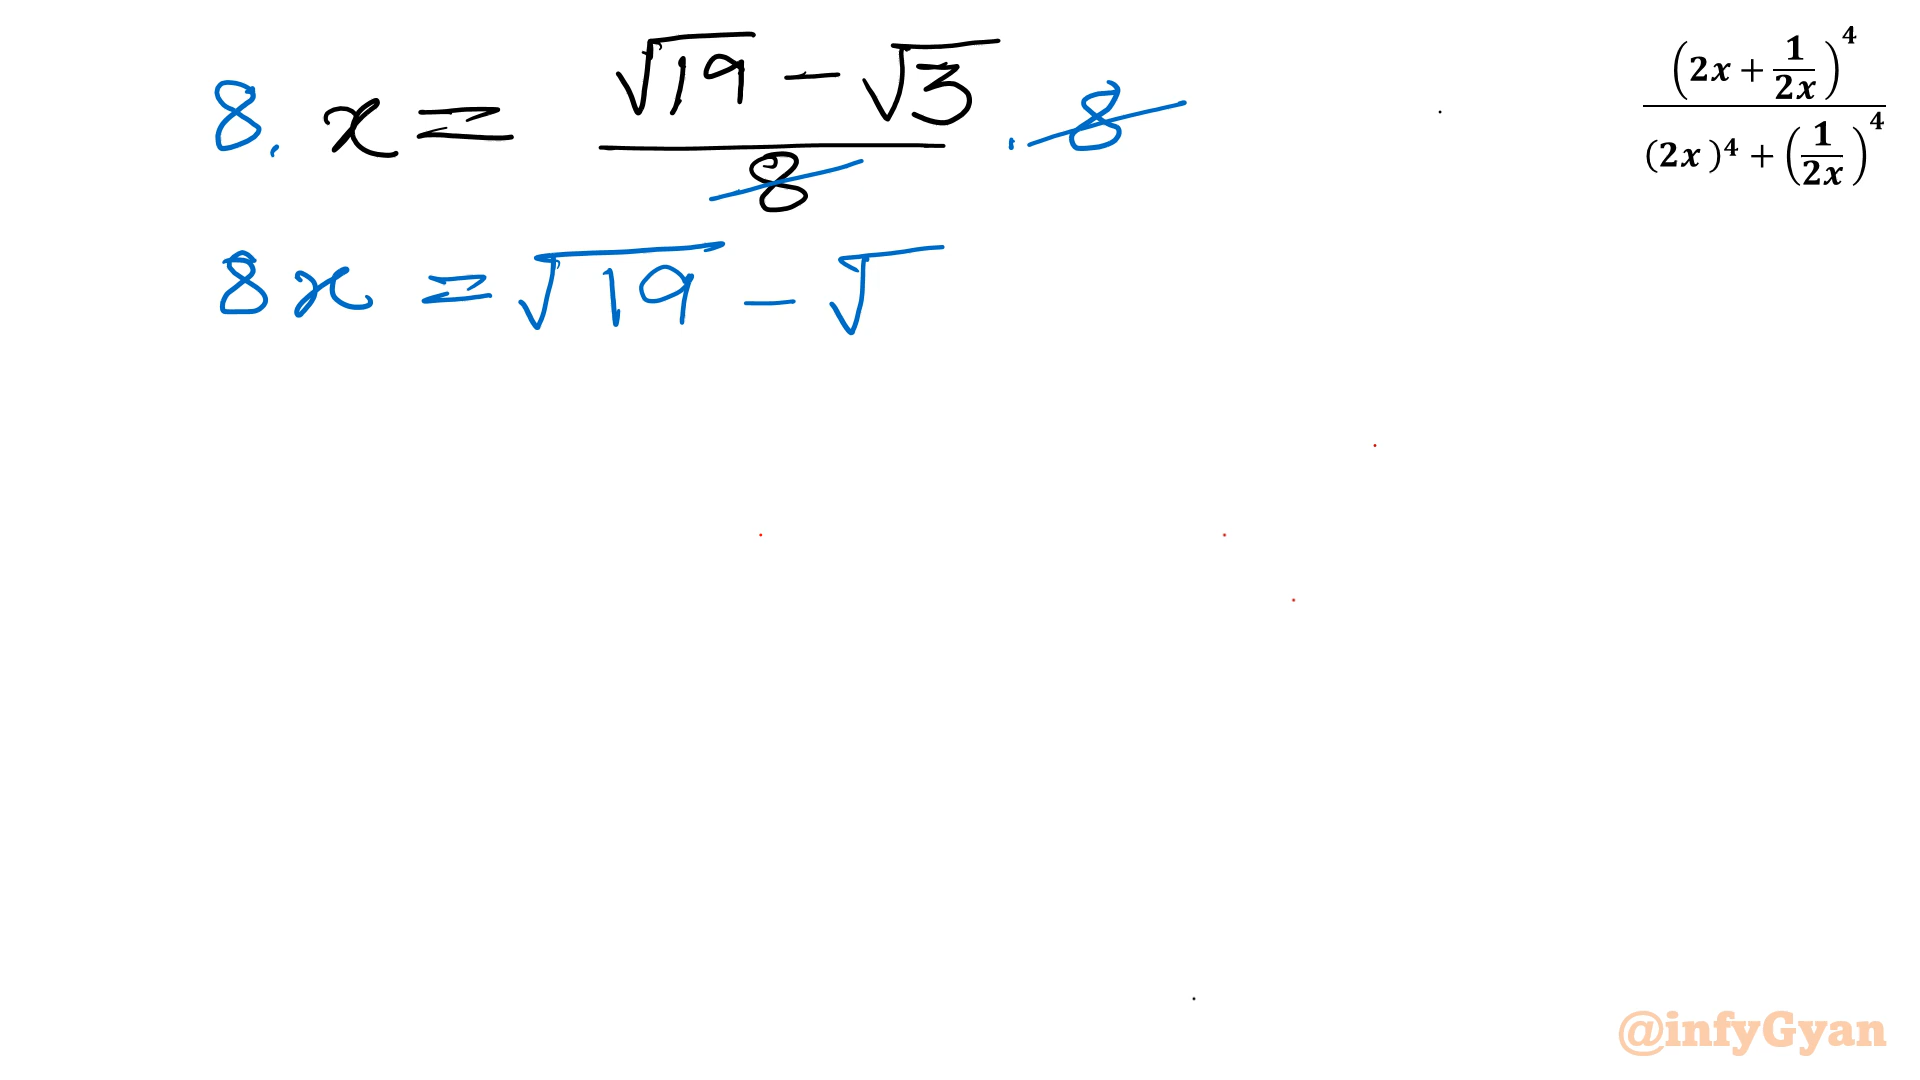 8. x = (√19 − √3)/8 . 8
8x = √19 − √
(2x + 1/2x)^4 / ((2x)^4 + (1/2x)^4)
@infyGyan